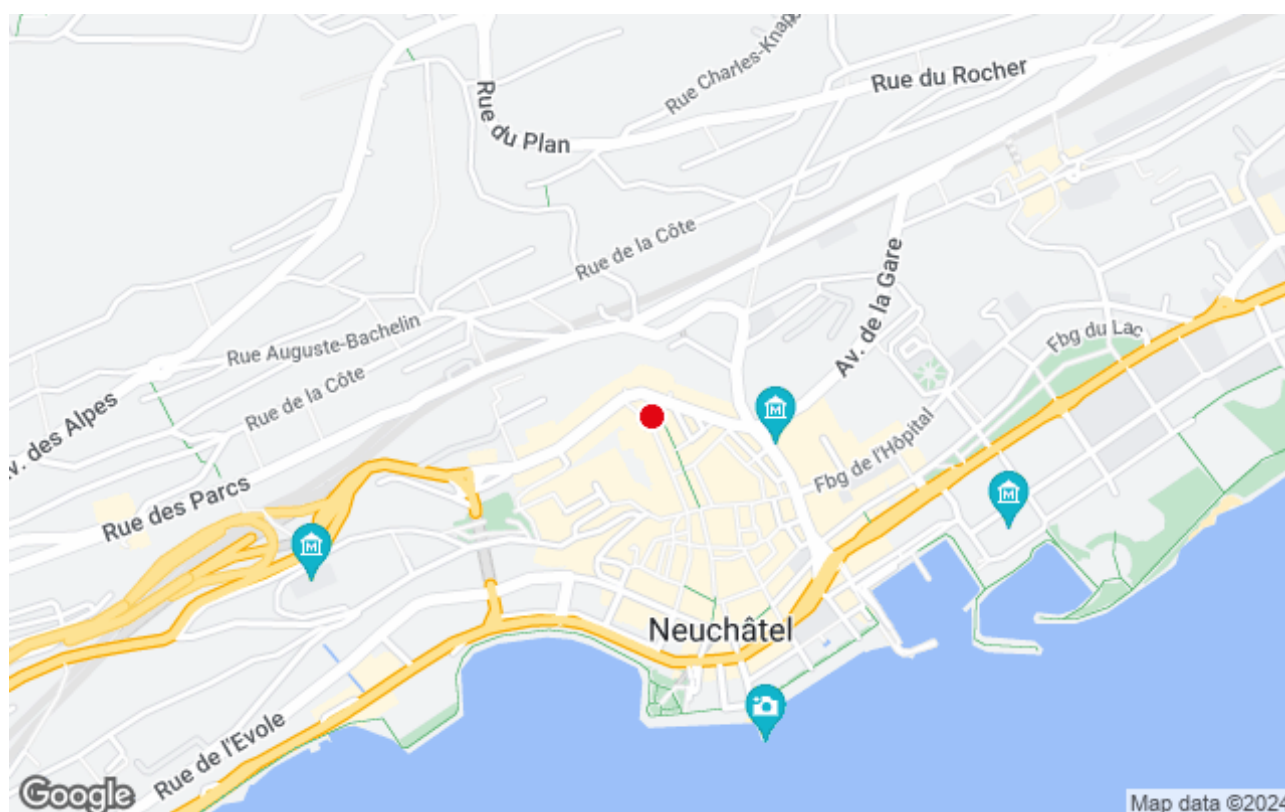 Rue Charles-Knap
Rue du Rocher
Rue du Plan
Rue de la Côte
Av. de la Gare
Fbg du Lac
Rue Auguste-Bachelin
Rue de la Côte
Av. des Alpes
M
Fbg de l'Hôpital
Rue des Parcs
M
M
Neuchâtel
Rue de l'Evole
Google
Map data ©2024